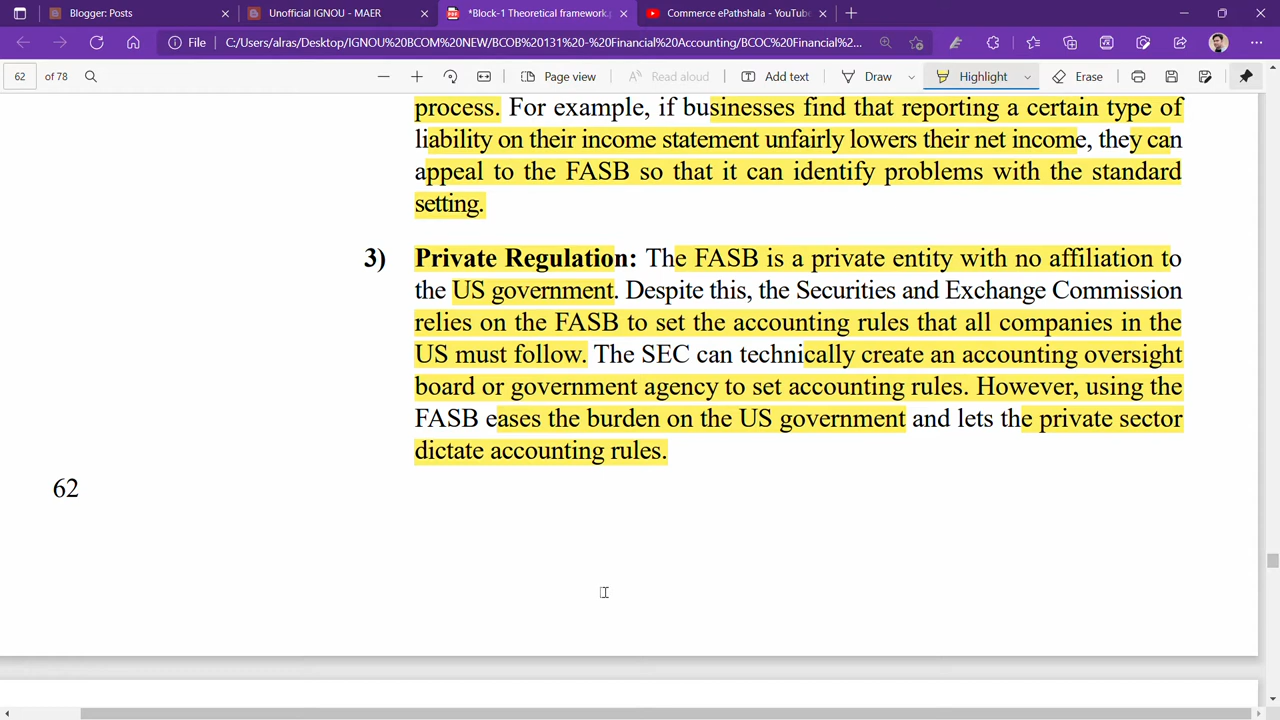 Blogger: Posts
Unofficial IGNOU - MAER
*Block-1 Theoretical framework.
Commerce ePathshala - YouTub
File
C:/Users/alras/Desktop/IGNOU%20BCOM%20NEW/BCOB%20131%20-%20Financial%20Accounting/BCOC%20Financial%2...
62 of 78
Page view
Read aloud
Add text
Draw
Highlight
Erase
process. For example, if businesses find that reporting a certain type of
liability on their income statement unfairly lowers their net income, they can
appeal to the FASB so that it can identify problems with the standard
setting.
3) Private Regulation: The FASB is a private entity with no affiliation to
the US government. Despite this, the Securities and Exchange Commission
relies on the FASB to set the accounting rules that all companies in the
US must follow. The SEC can technically create an accounting oversight
board or government agency to set accounting rules. However, using the
FASB eases the burden on the US government and lets the private sector
dictate accounting rules.
62